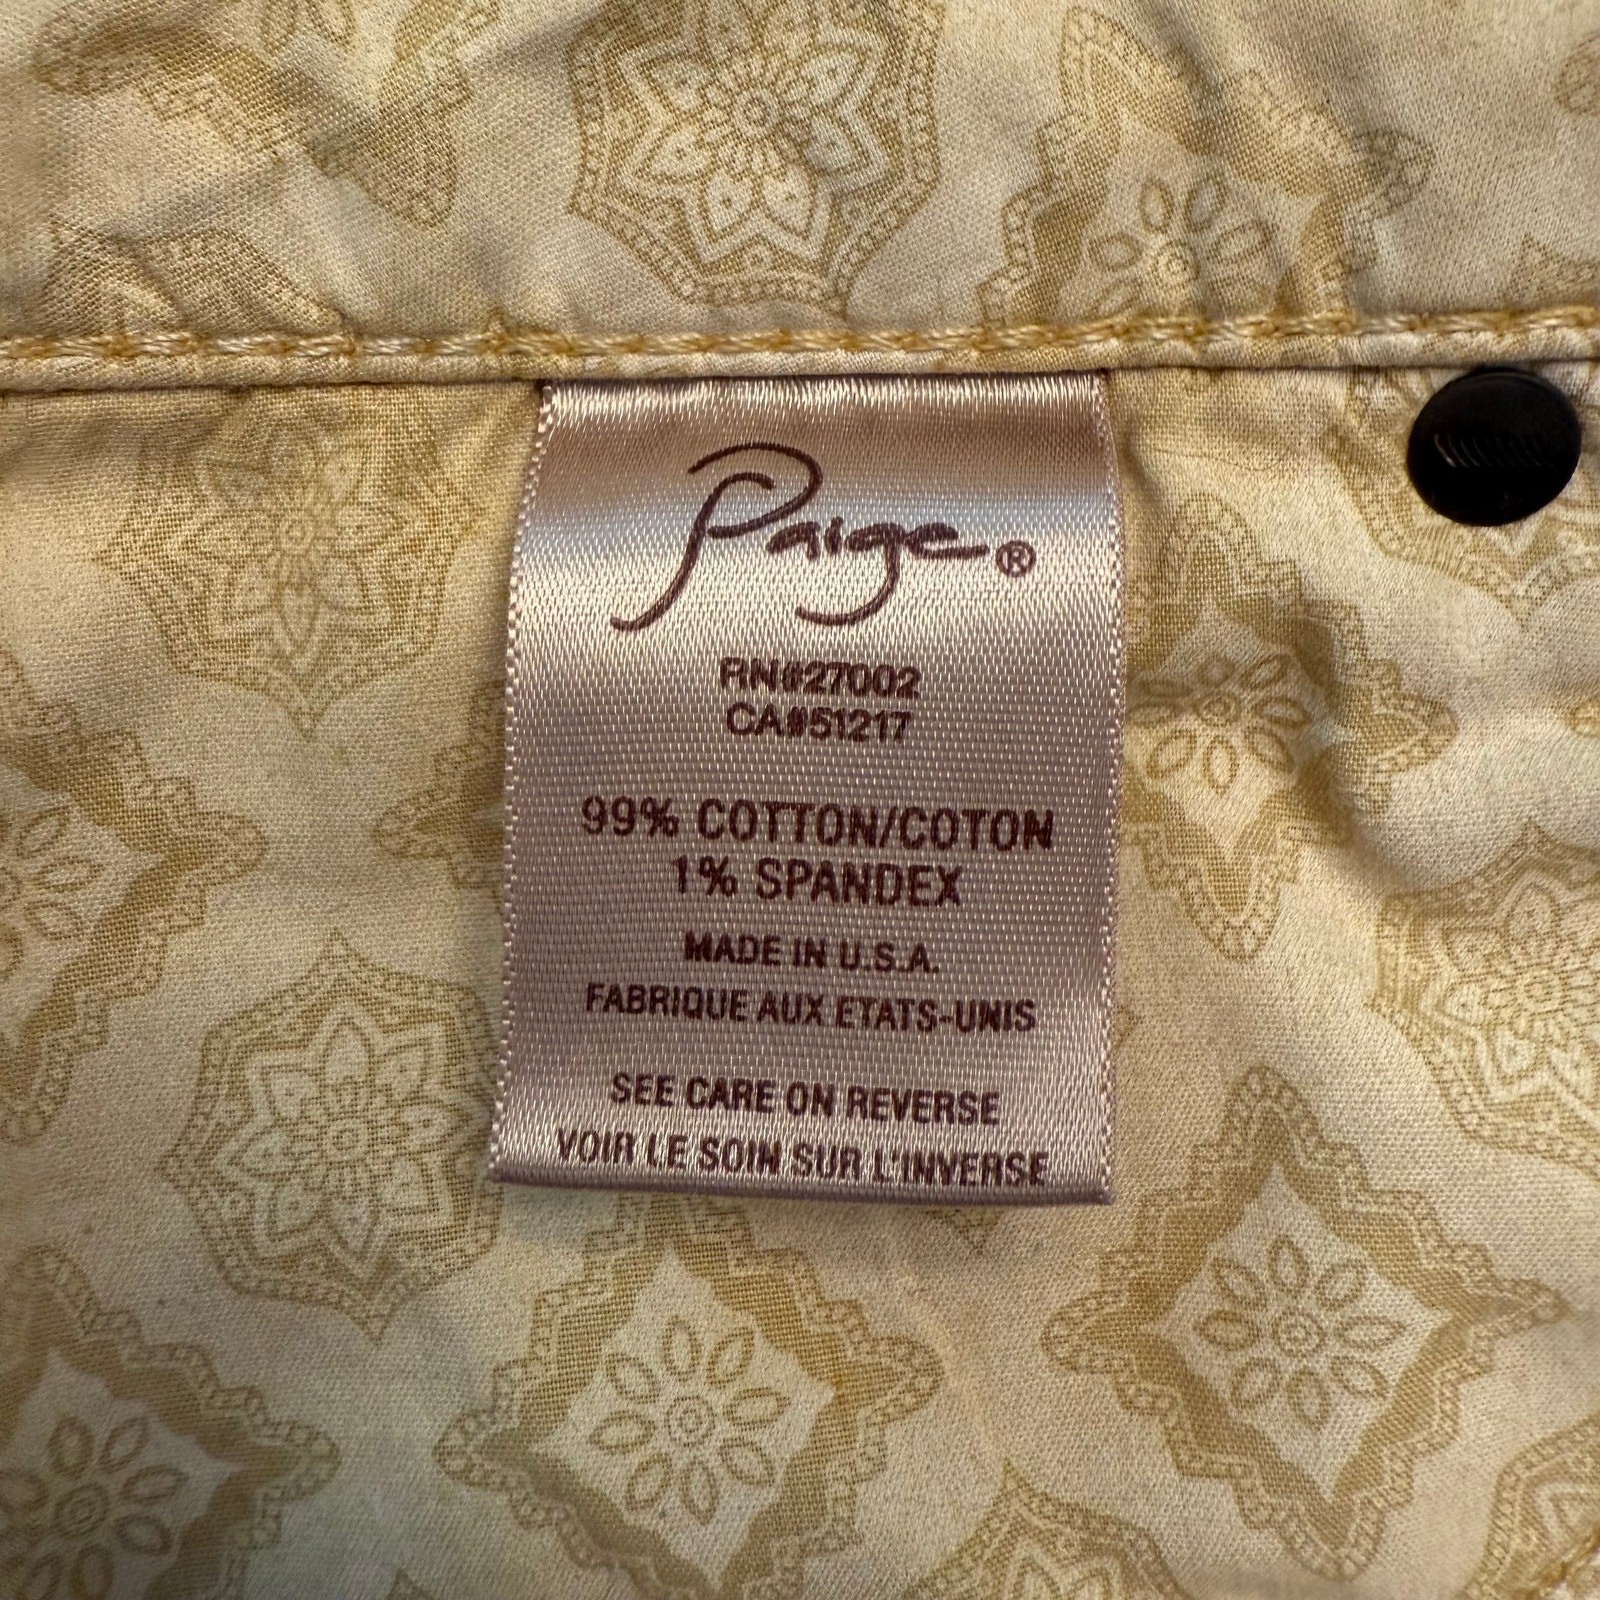 Paige®
RN#27002
CA#51217
99% COTTON/COTON
1% SPANDEX
MADE IN U.S.A.
FABRIQUE AUX ETATS-UNIS
SEE CARE ON REVERSE
VOIR LE SOIN SUR L'INVERSE